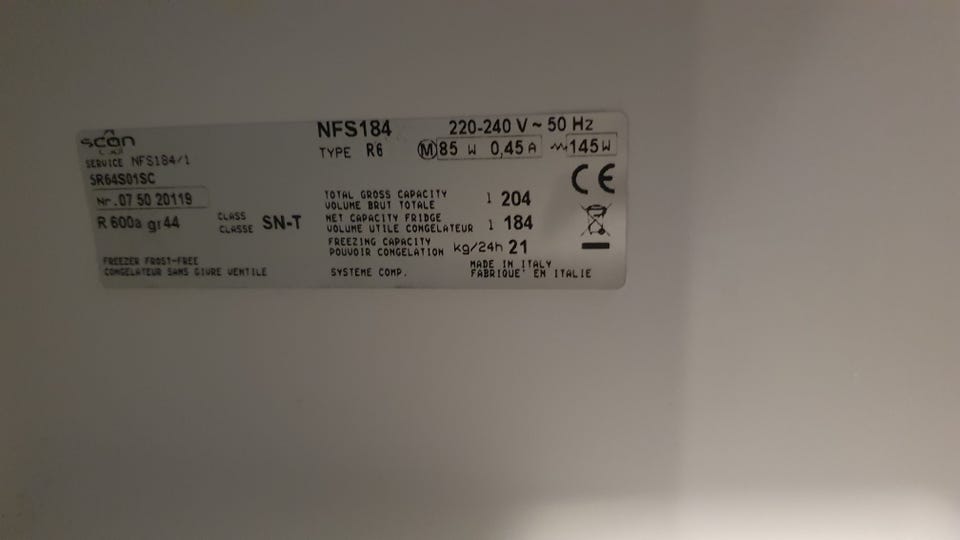 scan
SERVICE NFS184/1
5R64S01SC
Nr. 07 50 20119
R 600a gr 44
CLASS
CLASSE SN-T
FREEZER FROST-FREE
CONGELATEUR SANS GIVRE VENTILE
NFS184 220-240 V ~ 50 Hz
TYPE R6 M 85 W 0,45 A 145 W
CE
TOTAL GROSS CAPACITY
VOLUME BRUT TOTALE l 204
NET CAPACITY FRIDGE
VOLUME UTILE CONGELATEUR l 184
FREEZING CAPACITY
POUVOIR CONGELATION kg/24h 21
SYSTEME COMP.
MADE IN ITALY
FABRIQUE' EN ITALIE